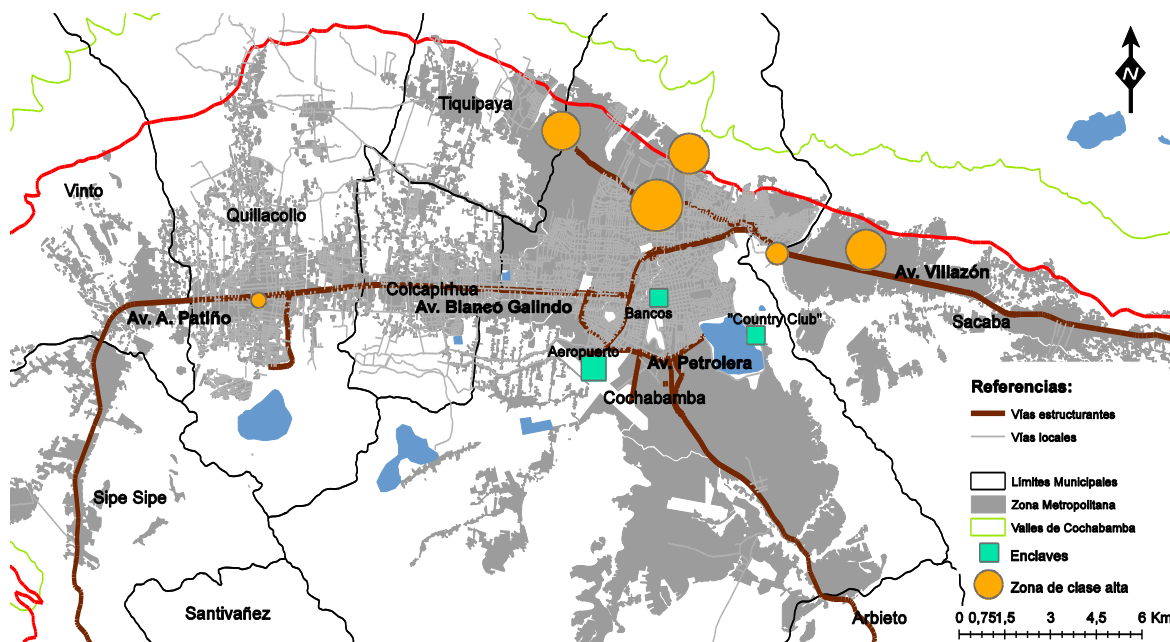 N
Tiquipaya
Vinto
Quillacollo
Colcapirhua
Av. A. Patiño
Av. Blanco Galindo
Bancos
"Country Club"
Av. Villazón
Sacaba
Aeropuerto
Av. Petrolera
Cochabamba
Sipe Sipe
Santivañez
Arbieto
Referencias:
Vías estructurantes
Vías locales
Límites Municipales
Zona Metropolitana
Valles de Cochabamba
Enclaves
Zona de clase alta
0 0,75 1,5 3 4,5 6 Km